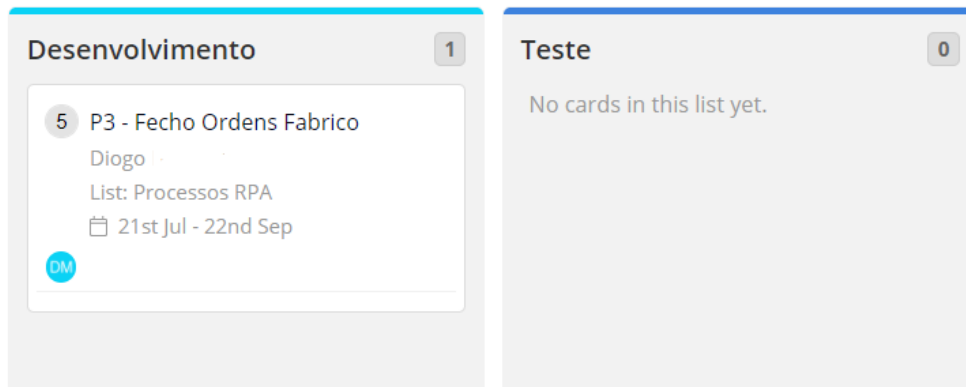 Desenvolvimento 1
5 P3 - Fecho Ordens Fabrico
Diogo
List: Processos RPA
21st Jul - 22nd Sep
DM
Teste 0
No cards in this list yet.